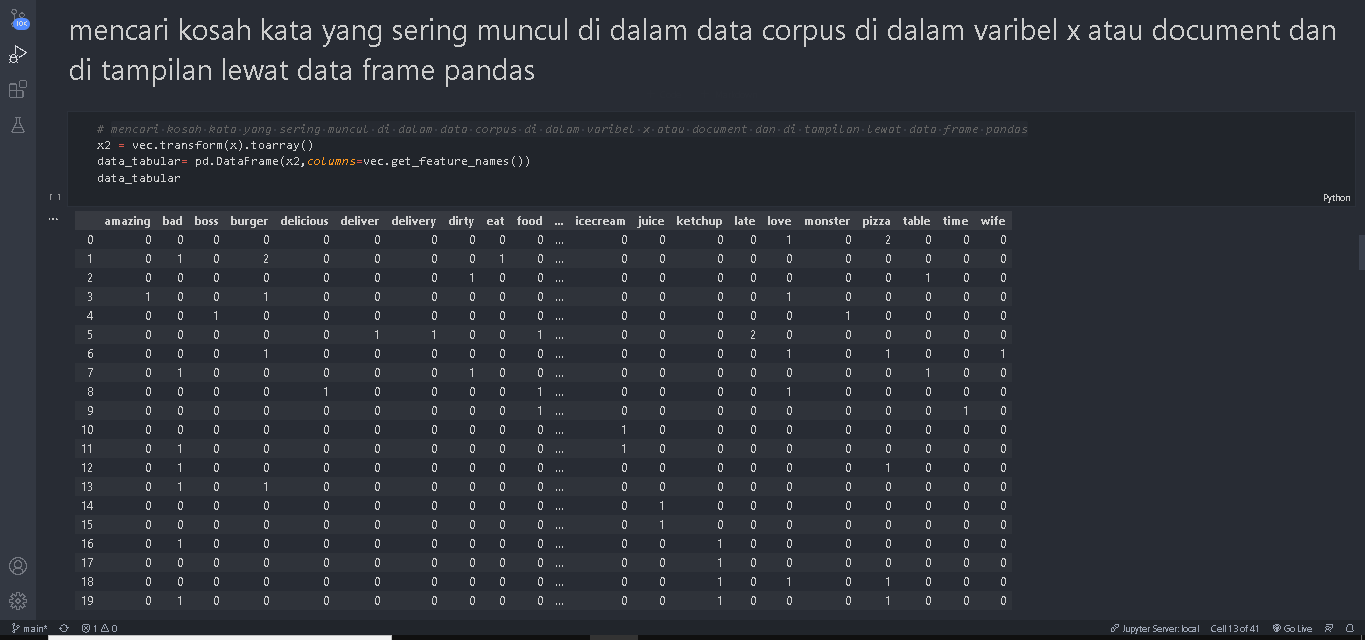 mencari kosah kata yang sering muncul di dalam data corpus di dalam varibel x atau document dan
di tampilan lewat data frame pandas
10K
# mencari kosah kata yang sering muncul di dalam data corpus di dalam varibel x atau document dan di tampilan lewat data frame pandas
x2 = vec.transform(x).toarray()
data_tabular= pd.DataFrame(x2,columns=vec.get_feature_names())
data_tabular
[ ]
Python
...
amazing bad boss burger delicious deliver delivery dirty eat food ... icecream juice ketchup late love monster pizza table time wife
0 0 0 0 0 0 0 0 0 0 0 ... 0 0 0 0 1 0 2 0 0 0
1 0 1 0 2 0 0 0 0 1 0 ... 0 0 0 0 0 0 0 0 0 0
2 0 0 0 0 0 0 0 1 0 0 ... 0 0 0 0 0 0 0 1 0 0
3 1 0 0 1 0 0 0 0 0 0 ... 0 0 0 0 1 0 0 0 0 0
4 0 0 1 0 0 0 0 0 0 0 ... 0 0 0 0 0 1 0 0 0 0
5 0 0 0 0 0 1 1 0 0 1 ... 0 0 0 2 0 0 0 0 0 0
6 0 0 0 1 0 0 0 0 0 0 ... 0 0 0 0 1 0 1 0 0 1
7 0 1 0 0 0 0 0 1 0 0 ... 0 0 0 0 0 0 0 1 0 0
8 0 0 0 0 1 0 0 0 0 1 ... 0 0 0 0 1 0 0 0 0 0
9 0 0 0 0 0 0 0 0 0 1 ... 0 0 0 0 0 0 0 0 1 0
10 0 0 0 0 0 0 0 0 0 0 ... 1 0 0 0 0 0 0 0 0 0
11 0 1 0 0 0 0 0 0 0 0 ... 1 0 0 0 0 0 0 0 0 0
12 0 1 0 0 0 0 0 0 0 0 ... 0 0 0 0 0 0 1 0 0 0
13 0 1 0 1 0 0 0 0 0 0 ... 0 0 0 0 0 0 0 0 0 0
14 0 0 0 0 0 0 0 0 0 0 ... 0 1 0 0 0 0 0 0 0 0
15 0 0 0 0 0 0 0 0 0 0 ... 0 1 0 0 0 0 0 0 0 0
16 0 1 0 0 0 0 0 0 0 0 ... 0 0 1 0 0 0 0 0 0 0
17 0 0 0 0 0 0 0 0 0 0 ... 0 0 1 0 0 0 0 0 0 0
18 0 0 0 0 0 0 0 0 0 0 ... 0 0 1 0 1 0 1 0 0 0
19 0 1 0 0 0 0 0 0 0 0 ... 0 0 1 0 0 0 1 0 0 0
main* 1 0 Jupyter Server: local Cell 13 of 41 Go Live